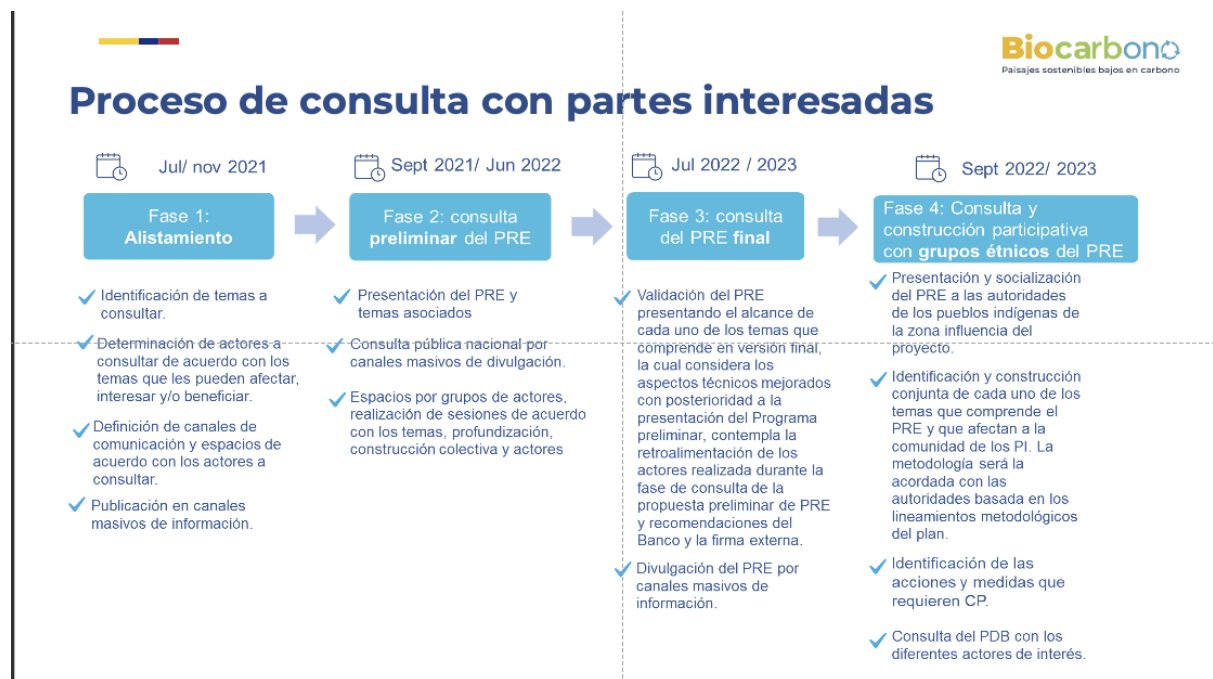 Biocarbono
Paisajes sostenibles bajos en carbono
Proceso de consulta con partes interesadas
Jul/ nov 2021
Fase 1:
Alistamiento
Identificación de temas a
consultar.
Determinación de actores a
consultar de acuerdo con los
temas que les pueden afectar,
interesar y/o beneficiar.
Definición de canales de
comunicación y espacios de
acuerdo con los actores a
consultar.
Publicación en canales
masivos de información.
Sept 2021/ Jun 2022
Fase 2: consulta
preliminar del PRE
Presentación del PRE y
temas asociados
Consulta pública nacional por
canales masivos de divulgación.
Espacios por grupos de actores,
realización de sesiones de acuerdo
con los temas, profundización,
construcción colectiva y actores
Jul 2022 / 2023
Fase 3: consulta
del PRE final
Validación del PRE
presentando el alcance de
cada uno de los temas que
comprende en versión final,
la cual considera los
aspectos técnicos mejorados
con posterioridad a la
presentación del Programa
preliminar, contempla la
retroalimentación de los
actores realizada durante la
fase de consulta de la
propuesta preliminar de PRE
y recomendaciones del
Banco y la firma externa.
Divulgación del PRE por
canales masivos de
información.
Sept 2022/ 2023
Fase 4: Consulta y
construcción participativa
con grupos étnicos del PRE
Presentación y socialización
del PRE a las autoridades
de los pueblos indígenas de
la zona influencia del
proyecto.
Identificación y construcción
conjunta de cada uno de los
temas que comprende el
PRE y que afectan a la
comunidad de los PI. La
metodología será la
acordada con las
autoridades basada en los
lineamientos metodológicos
del plan.
Identificación de las
acciones y medidas que
requieren CP.
Consulta del PDB con los
diferentes actores de interés.